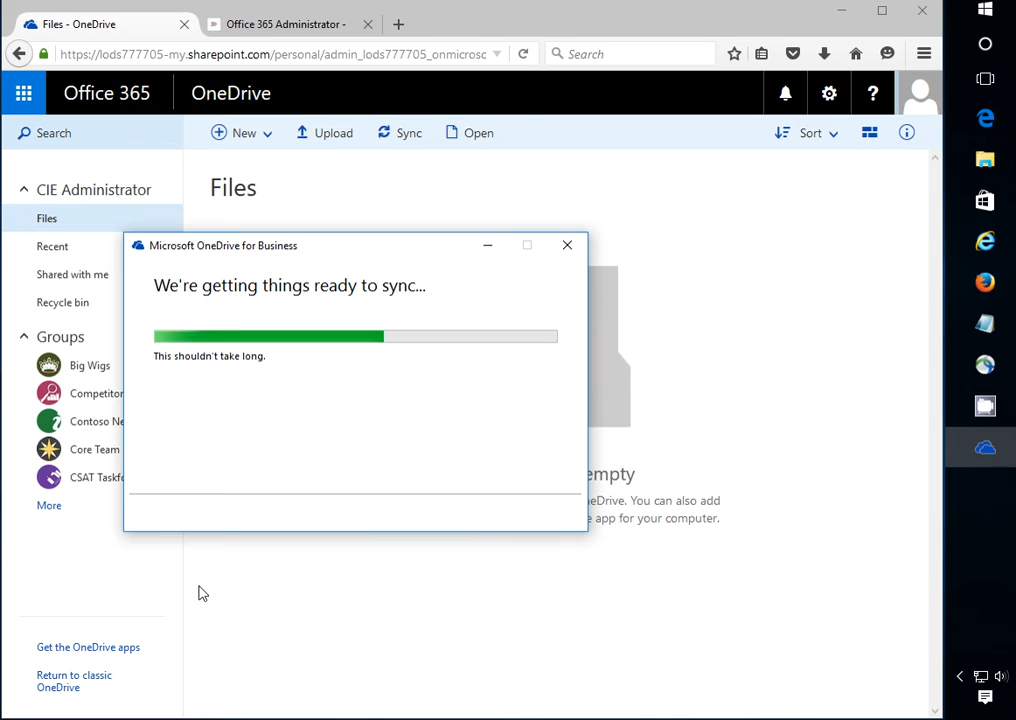 Files - OneDrive
Office 365 Administrator -
https://lods777705-my.sharepoint.com/personal/admin_lods777705_onmicrosc
Search
Office 365
OneDrive
?
Search
New
Upload
Sync
Open
Sort
CIE Administrator
Files
Files
Recent
Shared with me
Recycle bin
Groups
Big Wigs
Competitor
Contoso Ne
Core Team
CSAT Taskf
More
Microsoft OneDrive for Business
We're getting things ready to sync...
This shouldn't take long.
empty
eDrive. You can also add
e app for your computer.
Get the OneDrive apps
Return to classic
OneDrive